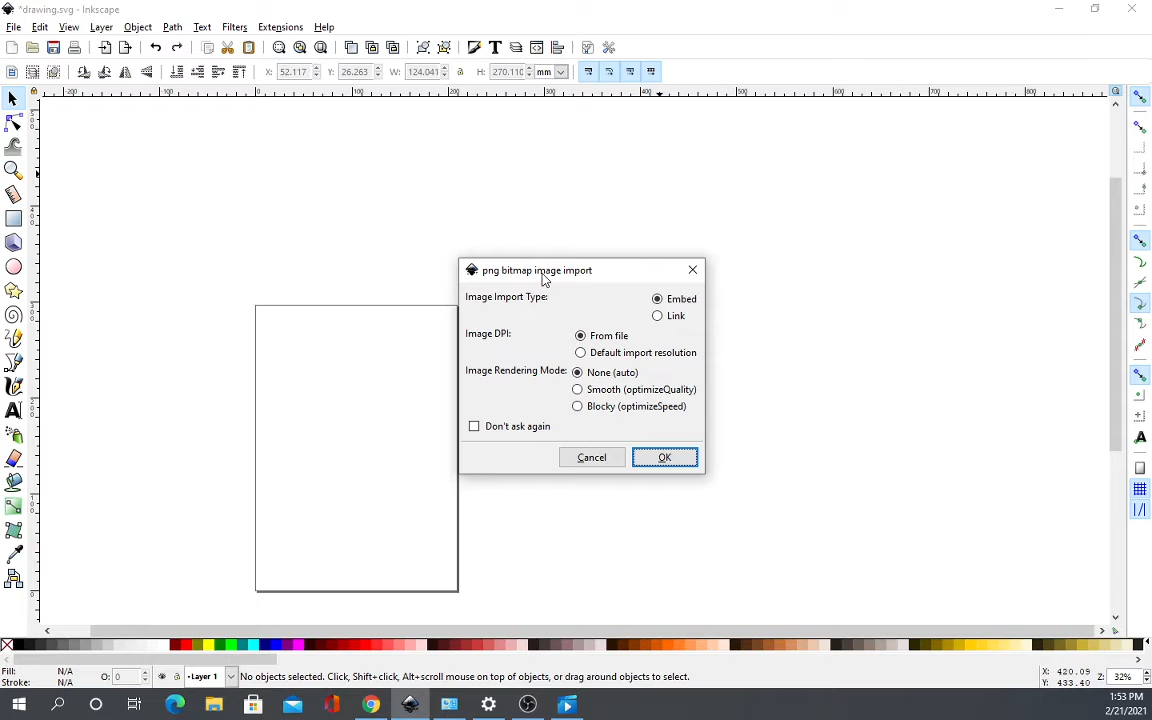 *drawing.svg - Inkscape
File Edit View Layer Object Path Text Filters Extensions Help
X: 52.117 Y: 26.263 W: 124.041 H: 270.110 mm
png bitmap image import
Image Import Type:
Embed
Link
Image DPI:
From file
Default import resolution
Image Rendering Mode:
None (auto)
Smooth (optimizeQuality)
Blocky (optimizeSpeed)
Don't ask again
Cancel OK
Fill: N/A
Stroke: N/A
O: 0
Layer 1
No objects selected. Click, Shift+click, Alt+scroll mouse on top of objects, or drag around objects to select.
X: 420.09
Y: 433.40
Z: 32%
1:53 PM
2/21/2021